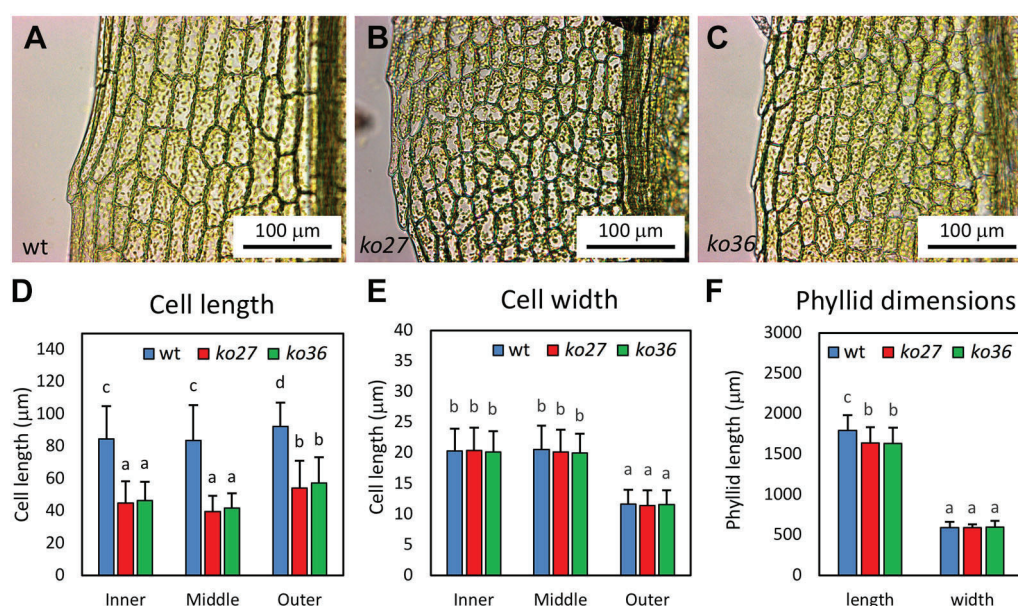 A
wt
100 μm
B
ko27
100 μm
C
ko36
100 μm
D
Cell length
Cell length (μm)
140
120
100
80
60
40
20
0
wt ko27 ko36
c a a c a a d b b
Inner Middle Outer
E
Cell width
Cell length (μm)
40
35
30
25
20
15
10
5
0
wt ko27 ko36
b b b b b b a a a
Inner Middle Outer
F
Phyllid dimensions
Phyllid length (μm)
3000
2500
2000
1500
1000
500
0
wt ko27 ko36
c b b a a a
length width